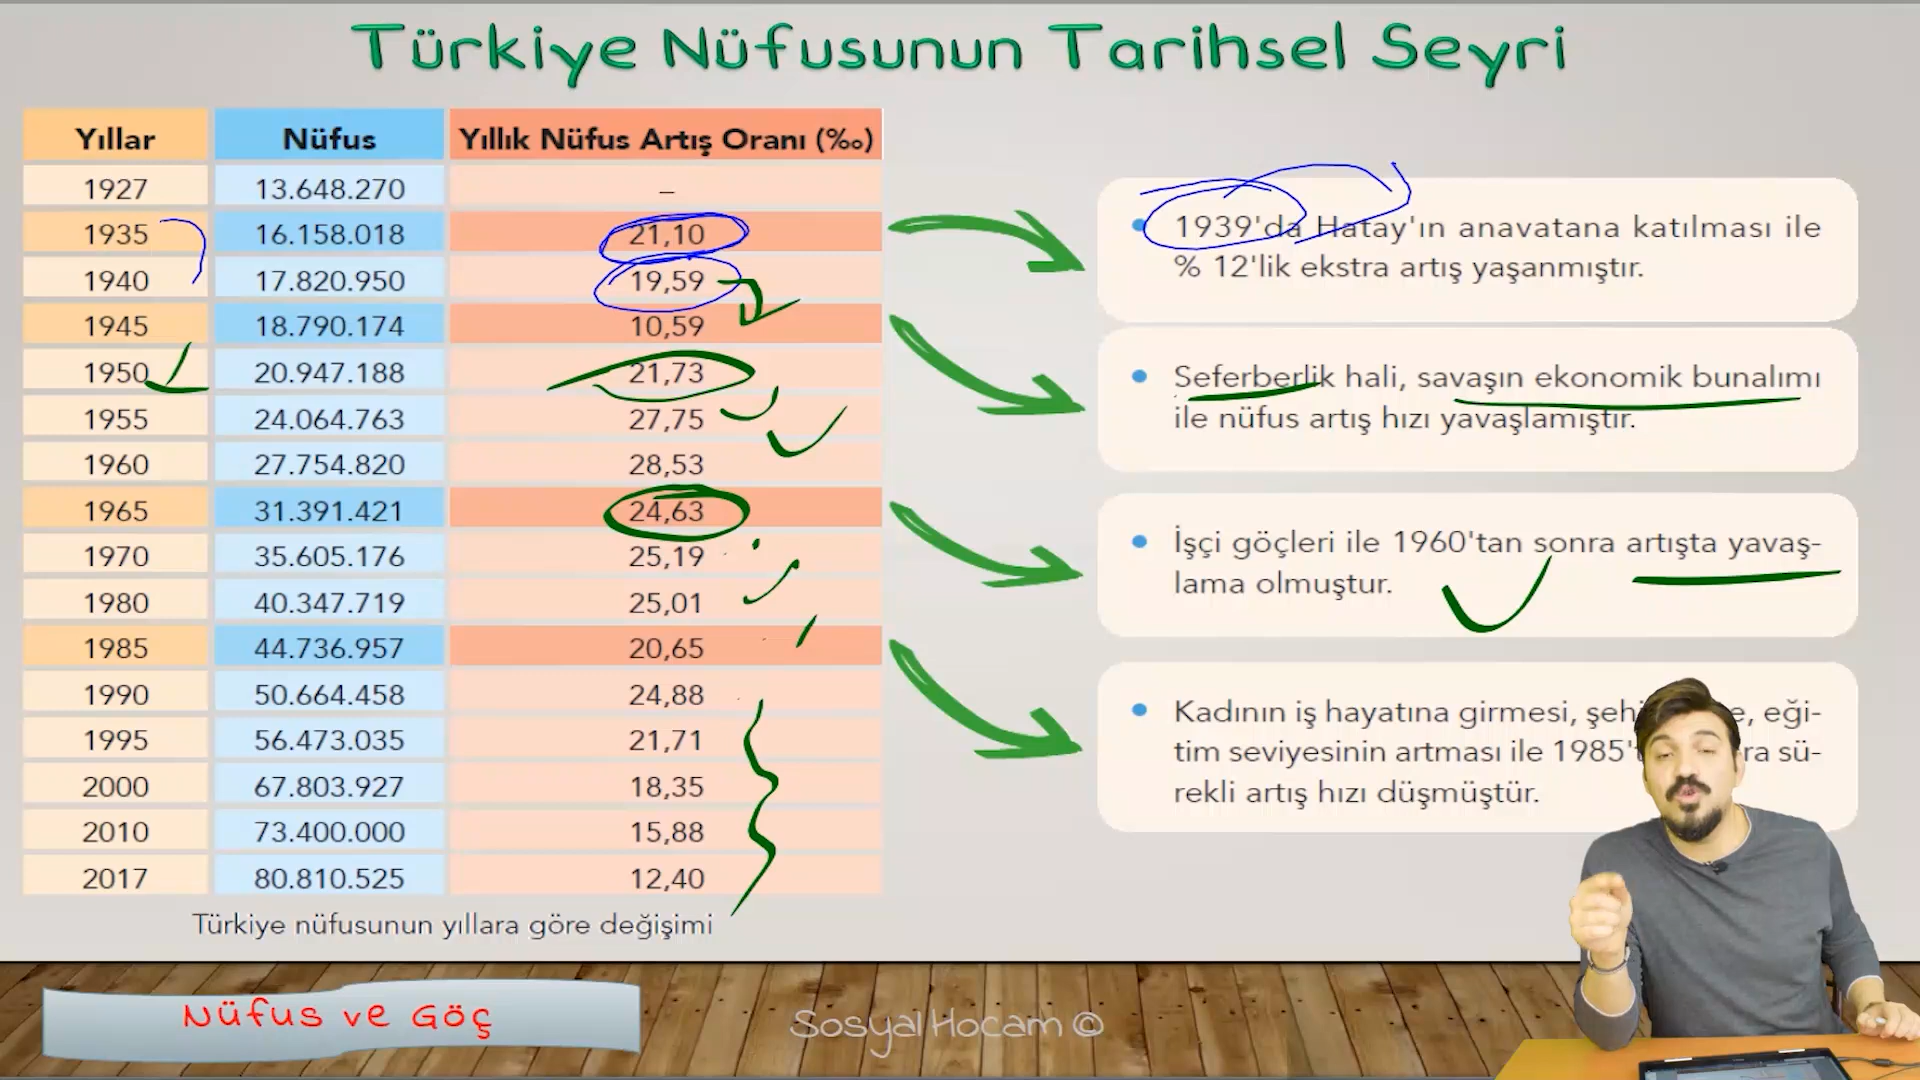 Türkiye Nüfusunun Tarihsel Seyri
Yıllar Nüfus Yıllık Nüfus Artış Oranı (‰)
1927 13.648.270 –
1935 16.158.018 21,10
1940 17.820.950 19,59
1945 18.790.174 10,59
1950 20.947.188 21,73
1955 24.064.763 27,75
1960 27.754.820 28,53
1965 31.391.421 24,63
1970 35.605.176 25,19
1980 40.347.719 25,01
1985 44.736.957 20,65
1990 50.664.458 24,88
1995 56.473.035 21,71
2000 67.803.927 18,35
2010 73.400.000 15,88
2017 80.810.525 12,40
Türkiye nüfusunun yıllara göre değişimi
• 1939'da Hatay'ın anavatana katılması ile
% 12'lik ekstra artış yaşanmıştır.
• Seferberlik hali, savaşın ekonomik bunalımı
ile nüfus artış hızı yavaşlamıştır.
• İşçi göçleri ile 1960'tan sonra artışta yavaş-
lama olmuştur.
• Kadının iş hayatına girmesi, eği-
tim seviyesinin artması ile sü-
rekli artış hızı düşmüştür.
Nüfus ve Göç
Sosyal Hocam ©